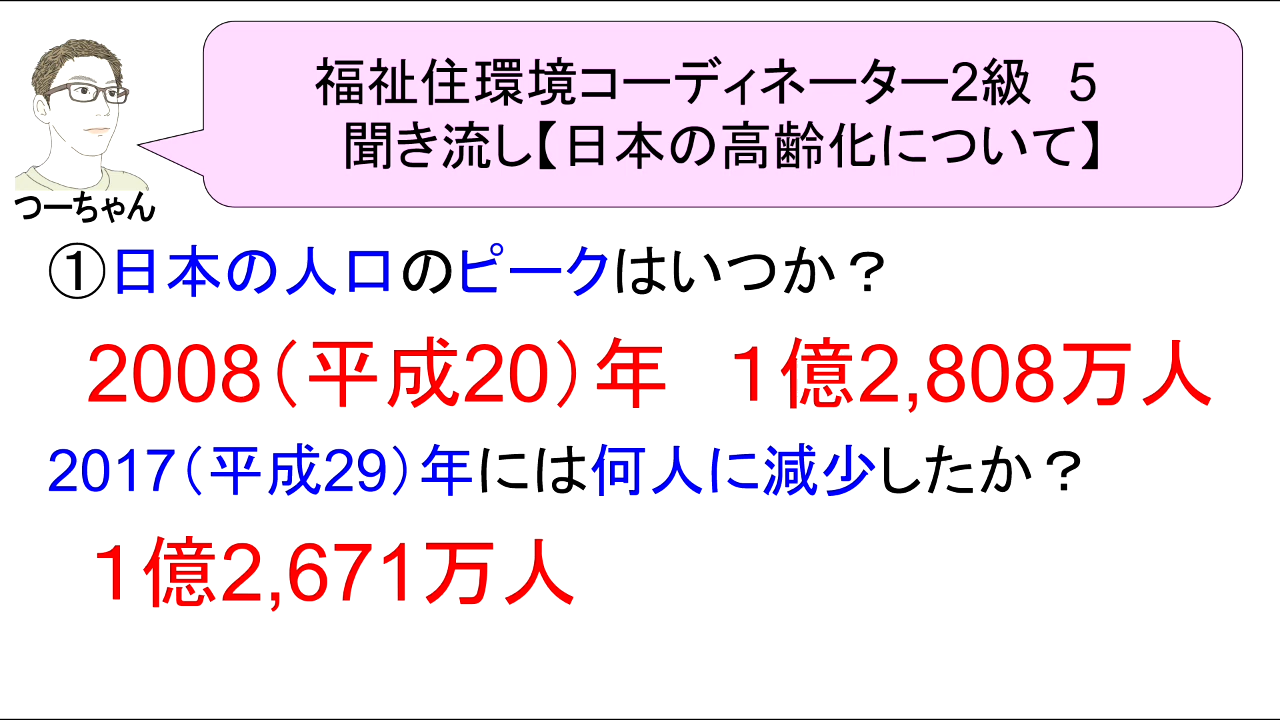 福祉住環境コーディネーター2級　5
聞き流し【日本の高齢化について】
つーちゃん
①日本の人口のピークはいつか？
2008（平成20）年　１億2,808万人
2017（平成29）年には何人に減少したか？
１億2,671万人